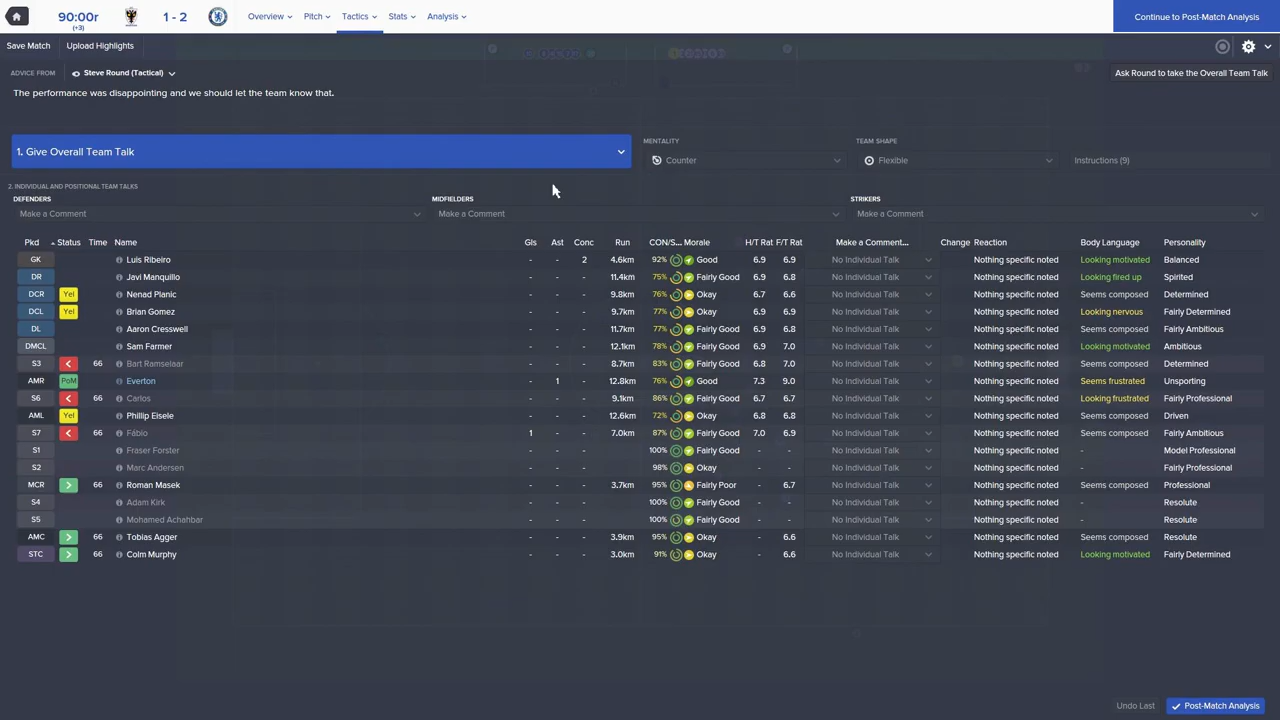 90:00r (+3) 1 - 2 Overview Pitch Tactics Stats Analysis Continue to Post-Match Analysis
Save Match Upload Highlights
ADVICE FROM Steve Round (Tactical) Ask Round to take the Overall Team Talk
The performance was disappointing and we should let the team know that.
1. Give Overall Team Talk MENTALITY Counter TEAM SHAPE Flexible Instructions (9)
2. INDIVIDUAL AND POSITIONAL TEAM TALKS
DEFENDERS MIDFIELDERS STRIKERS
Make a Comment Make a Comment Make a Comment
Pkd Status Time Name Gls Ast Conc Run CON/S... Morale H/T Rat F/T Rat Make a Comment... Change Reaction Body Language Personality
GK Luis Ribeiro - - 2 4.6km 92% Good 6.9 6.9 No Individual Talk Nothing specific noted Looking motivated Balanced
DR Javi Manquillo - - - 11.4km 75% Fairly Good 6.9 6.8 No Individual Talk Nothing specific noted Looking fired up Spirited
DCR Yel Nenad Planic - - - 9.8km 76% Okay 6.7 6.6 No Individual Talk Nothing specific noted Seems composed Determined
DCL Yel Brian Gomez - - - 9.7km 77% Okay 6.9 6.9 No Individual Talk Nothing specific noted Looking nervous Fairly Determined
DL Aaron Cresswell - - - 11.7km 77% Fairly Good 6.9 6.8 No Individual Talk Nothing specific noted Seems composed Fairly Ambitious
DMCL Sam Farmer - - - 12.1km 78% Fairly Good 6.9 7.0 No Individual Talk Nothing specific noted Looking motivated Ambitious
S3 66 Bart Ramselaar - - - 8.7km 83% Fairly Good 6.8 7.0 No Individual Talk Nothing specific noted Seems composed Determined
AMR PoM Everton - 1 - 12.8km 76% Good 7.3 9.0 No Individual Talk Nothing specific noted Seems frustrated Unsporting
S6 66 Carlos - - - 9.1km 86% Fairly Good 6.7 6.7 No Individual Talk Nothing specific noted Looking frustrated Fairly Professional
AML Yel Phillip Eisele - - - 12.6km 72% Okay 6.8 6.8 No Individual Talk Nothing specific noted Seems composed Driven
S7 66 Fábio 1 - - 7.0km 87% Fairly Good 7.0 6.9 No Individual Talk Nothing specific noted Seems composed Fairly Ambitious
S1 Fraser Forster 100% Fairly Good - - No Individual Talk Nothing specific noted - Model Professional
S2 Marc Andersen 98% Okay - - No Individual Talk Nothing specific noted - Fairly Professional
MCR 66 Roman Masek - - - 3.7km 95% Fairly Poor - 6.7 No Individual Talk Nothing specific noted Seems composed Professional
S4 Adam Kirk 100% Fairly Good - - No Individual Talk Nothing specific noted - Resolute
S5 Mohamed Achahbar 100% Fairly Good - - No Individual Talk Nothing specific noted - Resolute
AMC 66 Tobias Agger - - - 3.9km 95% Okay - 6.6 No Individual Talk Nothing specific noted Seems composed Resolute
STC 66 Colm Murphy - - - 3.0km 91% Okay - 6.6 No Individual Talk Nothing specific noted Looking motivated Fairly Determined
Undo Last Post-Match Analysis